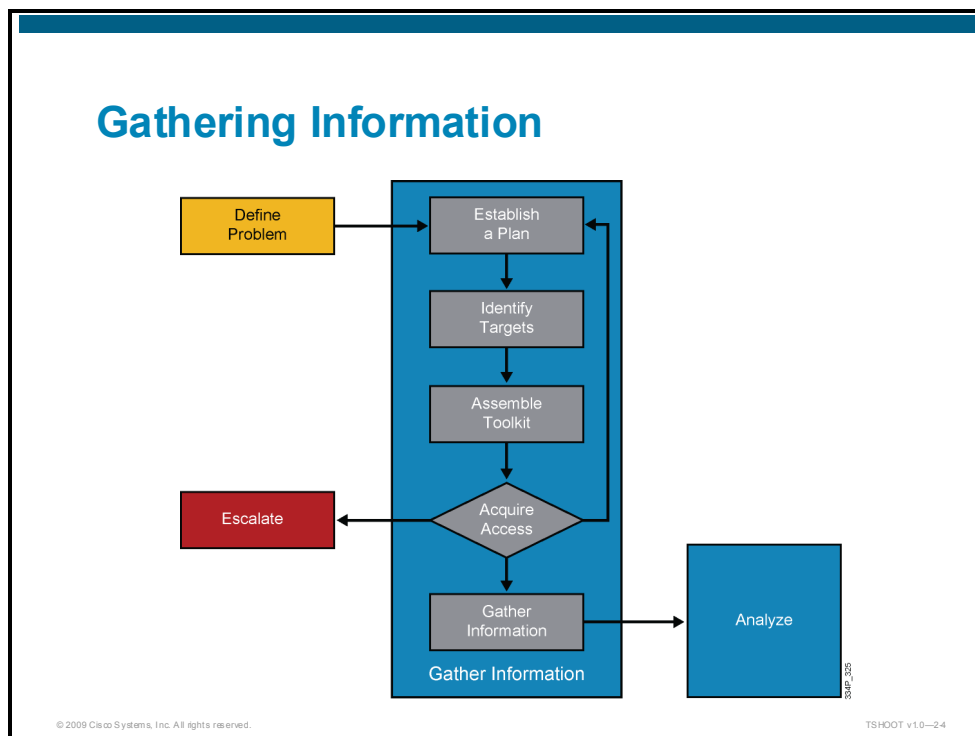 Gathering Information
Define
Problem
Establish
a Plan
Identify
Targets
Assemble
Toolkit
Escalate
Acquire
Access
Gather
Information
Analyze
Gather Information
334P_325
© 2009 Cisco Systems, Inc. All rights reserved.
TSHOOT v1.0—2-4